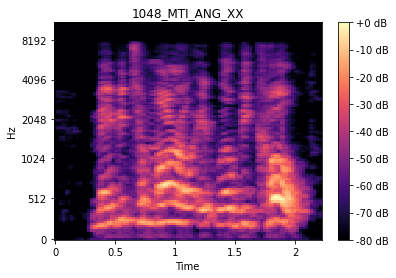 1048_MTI_ANG_XX
8192
4096
2048
1024
512
0
Hz
0
0.5
1
1.5
2
Time
+0 dB
-10 dB
-20 dB
-30 dB
-40 dB
-50 dB
-60 dB
-70 dB
-80 dB